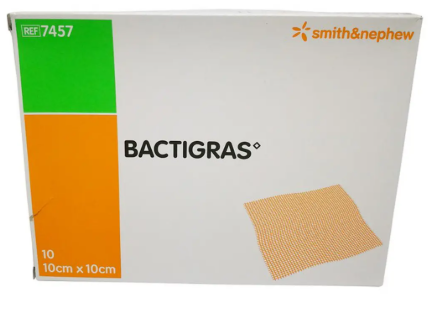 REF 7457
smith&nephew
BACTIGRAS◇
10
10cm x 10cm